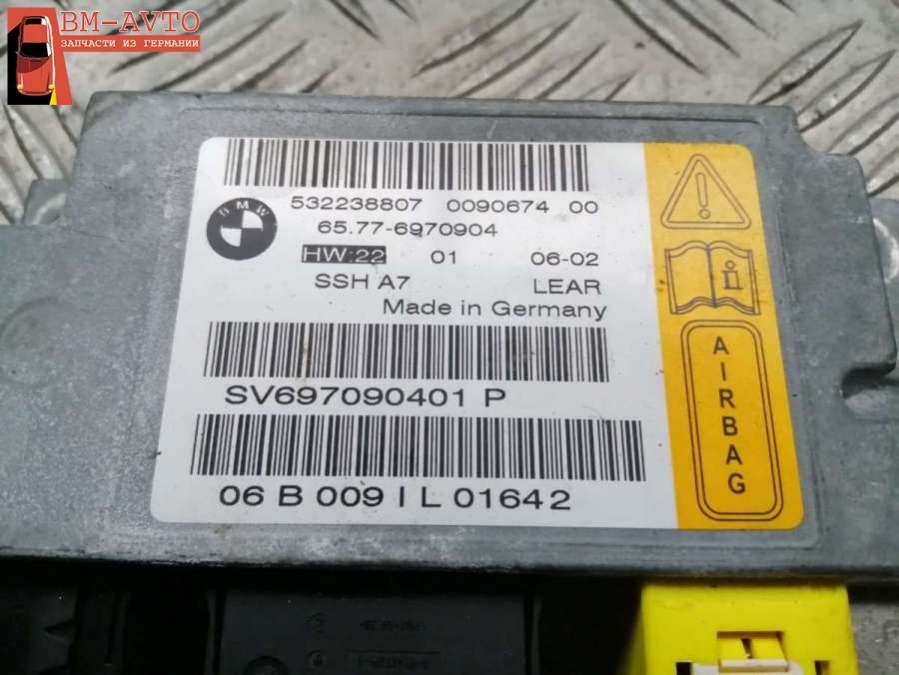 BM-AVTO
ЗАПЧАСТИ ИЗ ГЕРМАНИИ
532238807 0090674 00
BMW
65.77-6970904
HW:22 01 06-02
SSH A7 LEAR
Made in Germany
SV697090401 P
06 B 009 I L 01642
AIRBAG